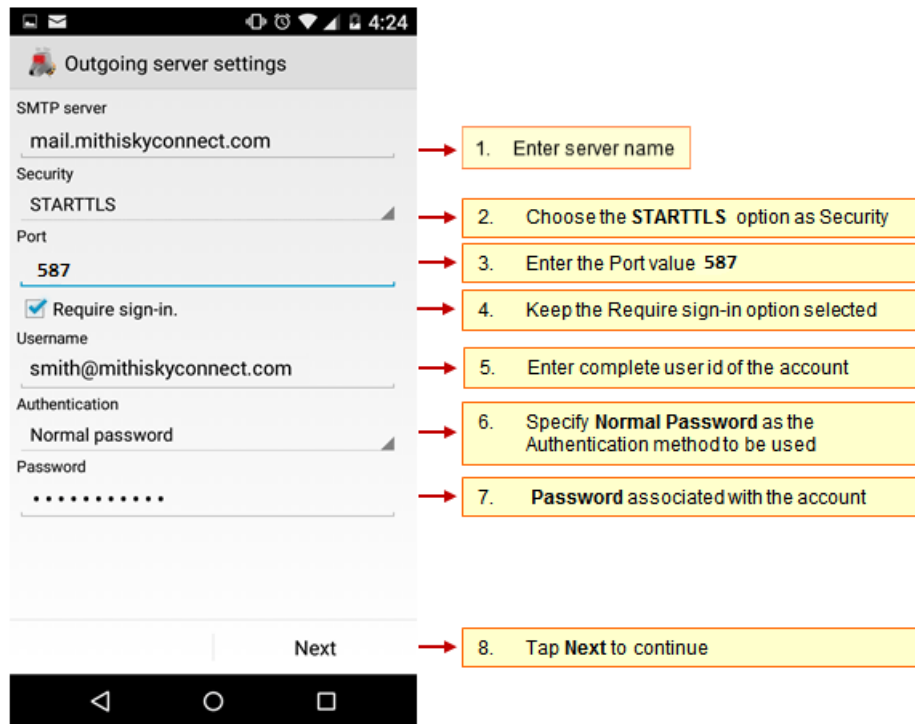 4:24
Outgoing server settings
SMTP server
mail.mithiskyconnect.com
1. Enter server name
Security
STARTTLS
2. Choose the STARTTLS option as Security
Port
587
3. Enter the Port value 587
Require sign-in.
4. Keep the Require sign-in option selected
Username
smith@mithiskyconnect.com
5. Enter complete user id of the account
Authentication
Normal password
6. Specify Normal Password as the
Authentication method to be used
Password
7. Password associated with the account
Next
8. Tap Next to continue